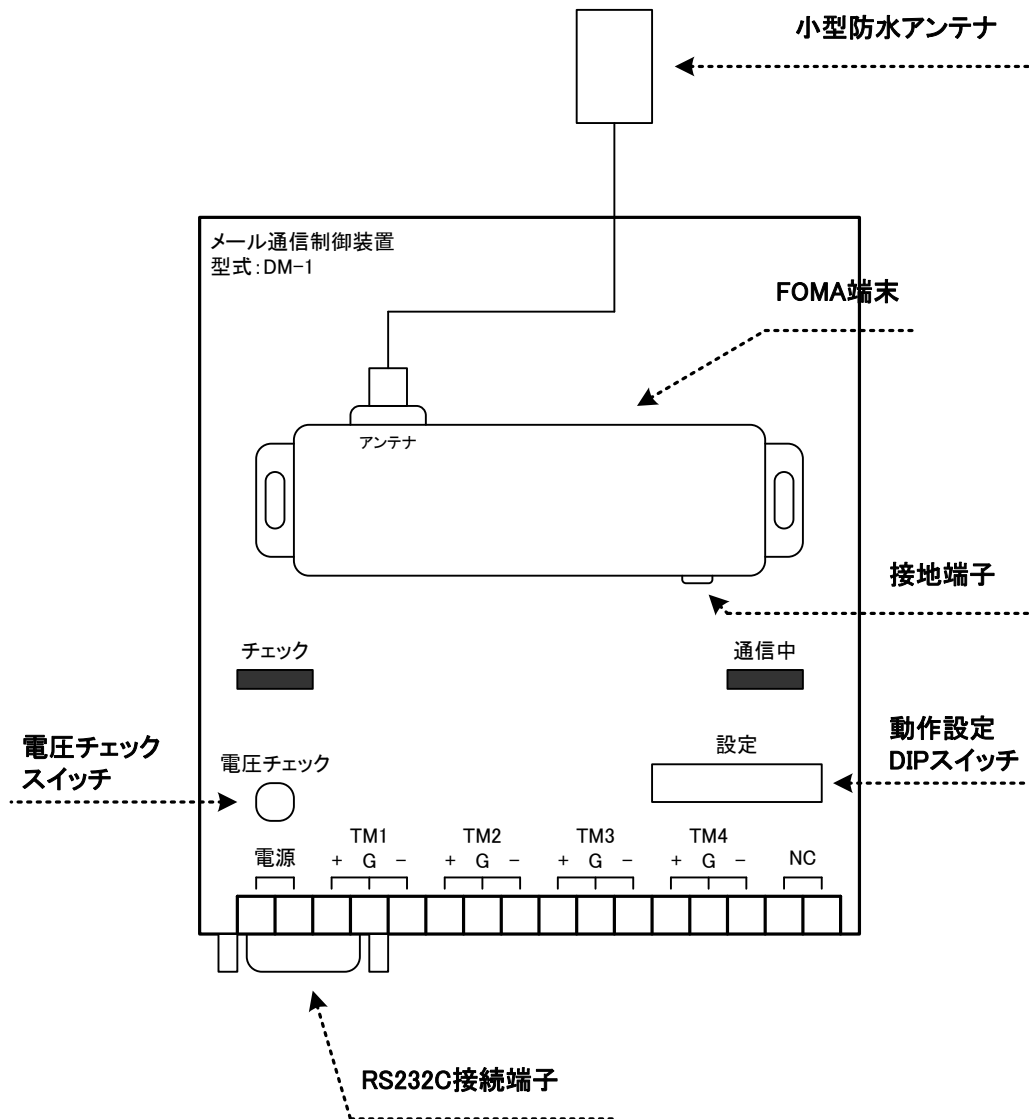 小型防水アンテナ
メール通信制御装置
型式：DM-1
FOMA端末
アンテナ
接地端子
チェック
通信中
電圧チェック
スイッチ
電圧チェック
設定
動作設定
DIPスイッチ
電源
TM1
+ G -
TM2
+ G -
TM3
+ G -
TM4
+ G -
NC
RS232C接続端子